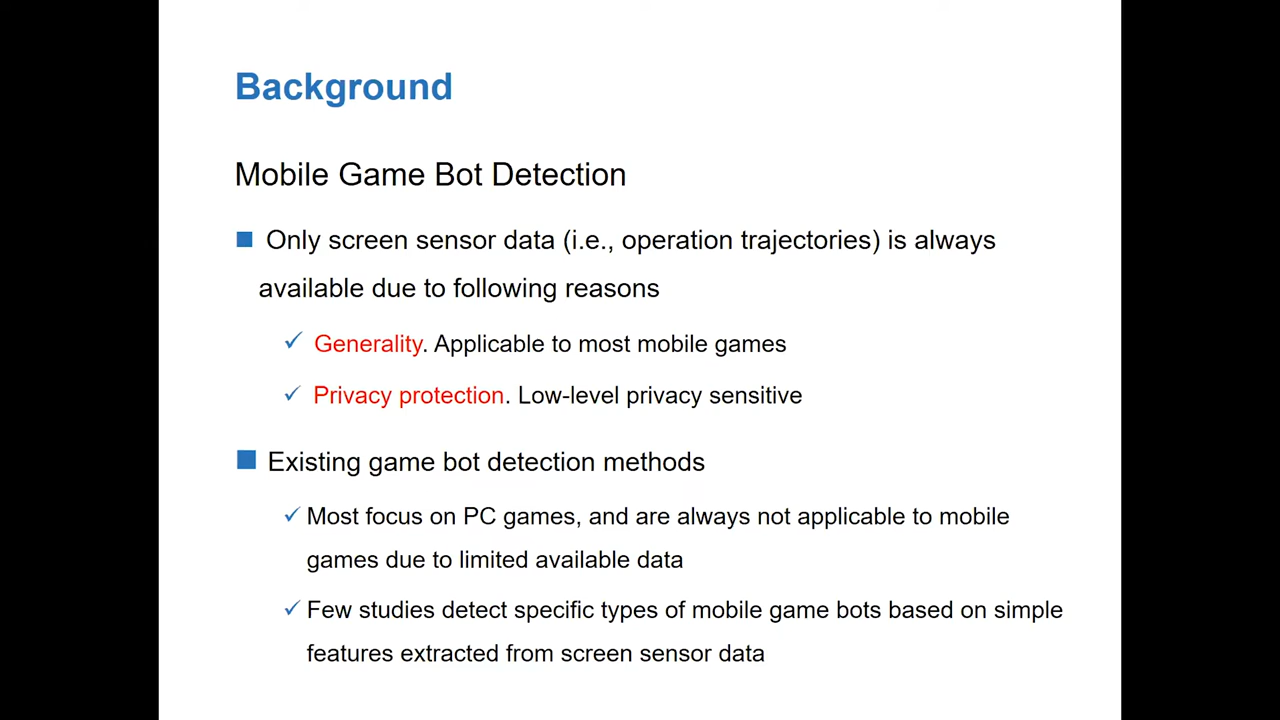 Background
Mobile Game Bot Detection
Only screen sensor data (i.e., operation trajectories) is always
available due to following reasons
Generality. Applicable to most mobile games
Privacy protection. Low-level privacy sensitive
Existing game bot detection methods
Most focus on PC games, and are always not applicable to mobile
games due to limited available data
Few studies detect specific types of mobile game bots based on simple
features extracted from screen sensor data